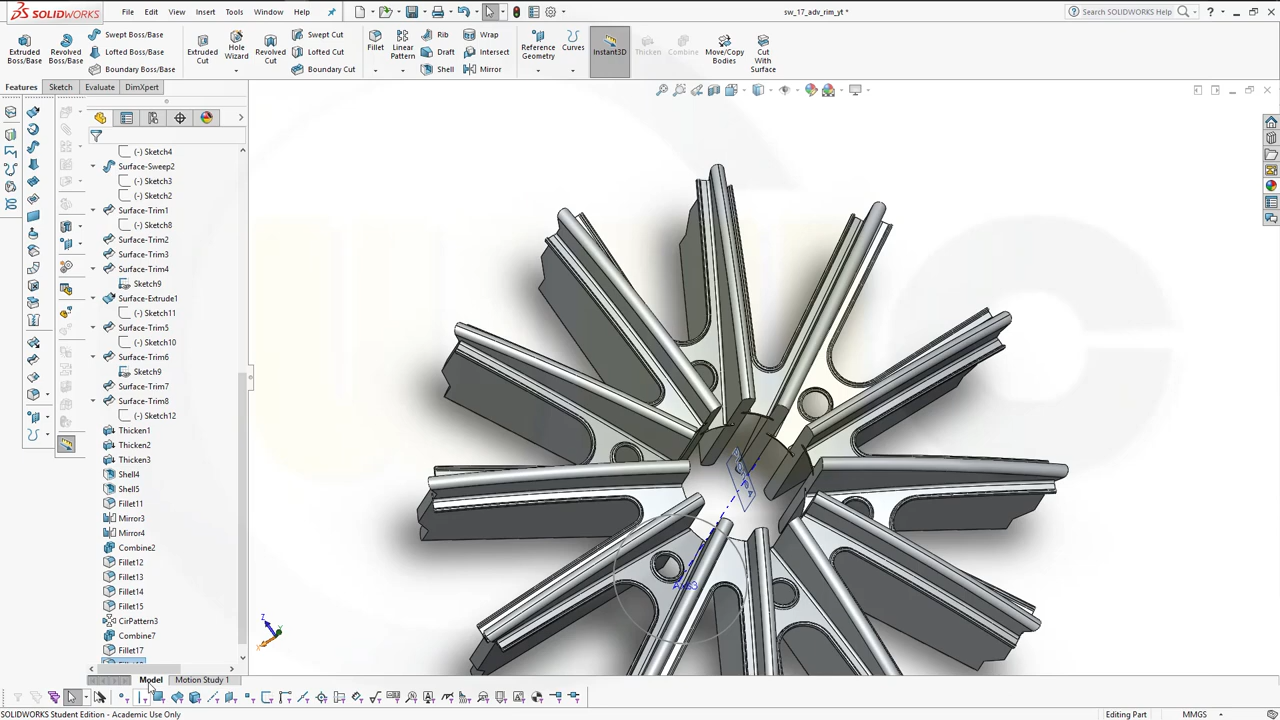 SOLIDWORKS File Edit View Insert Tools Window Help sw_17_adv_rim_yt * Search SOLIDWORKS Help
Extruded Boss/Base Revolved Boss/Base Swept Boss/Base Lofted Boss/Base Boundary Boss/Base Extruded Cut Hole Wizard Revolved Cut Swept Cut Lofted Cut Boundary Cut Fillet Linear Pattern Rib Draft Shell Wrap Intersect Mirror Reference Geometry Curves Instant3D Thicken Combine Move/Copy Bodies Cut With Surface
Features Sketch Evaluate DimXpert
(-) Sketch4
Surface-Sweep2
(-) Sketch3
(-) Sketch2
Surface-Trim1
(-) Sketch8
Surface-Trim2
Surface-Trim3
Surface-Trim4
Sketch9
Surface-Extrude1
(-) Sketch11
Surface-Trim5
(-) Sketch10
Surface-Trim6
Sketch9
Surface-Trim7
Surface-Trim8
(-) Sketch12
Thicken1
Thicken2
Thicken3
Shell4
Shell5
Fillet11
Mirror3
Mirror4
Combine2
Fillet12
Fillet13
Fillet14
Fillet15
CirPattern3
Combine7
Fillet17
Z
Y
X
Model Motion Study 1
SOLIDWORKS Student Edition - Academic Use Only Editing Part MMGS